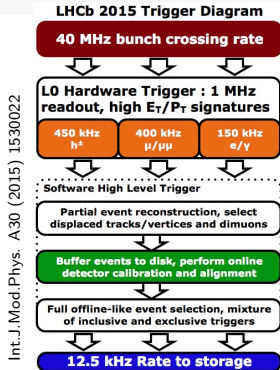 LHCb 2015 Trigger Diagram
40 MHz bunch crossing rate
L0 Hardware Trigger : 1 MHz
readout, high E_T/P_T signatures
450 kHz
h±
400 kHz
μ/μμ
150 kHz
e/γ
Software High Level Trigger
Partial event reconstruction, select
displaced tracks/vertices and dimuons
Buffer events to disk, perform online
detector calibration and alignment
Full offline-like event selection, mixture
of inclusive and exclusive triggers
12.5 kHz Rate to storage
Int.J.Mod.Phys. A30 (2015) 1530022